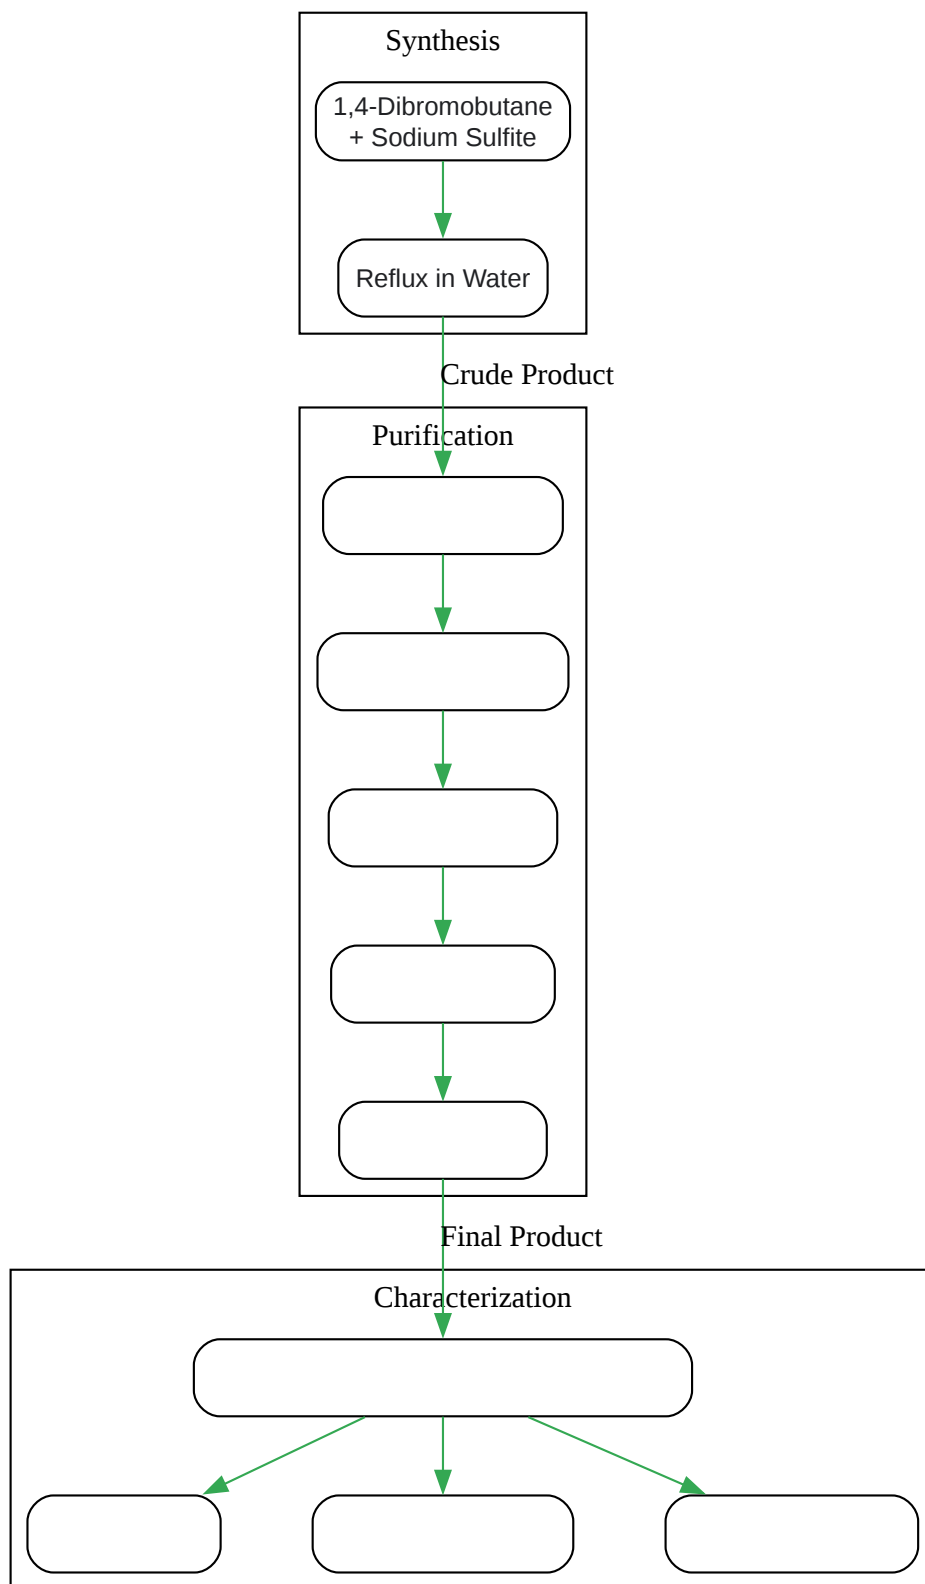 Synthesis
1,4-Dibromobutane
+ Sodium Sulfite
Reflux in Water
Crude Product
Purification
Final Product
Characterization